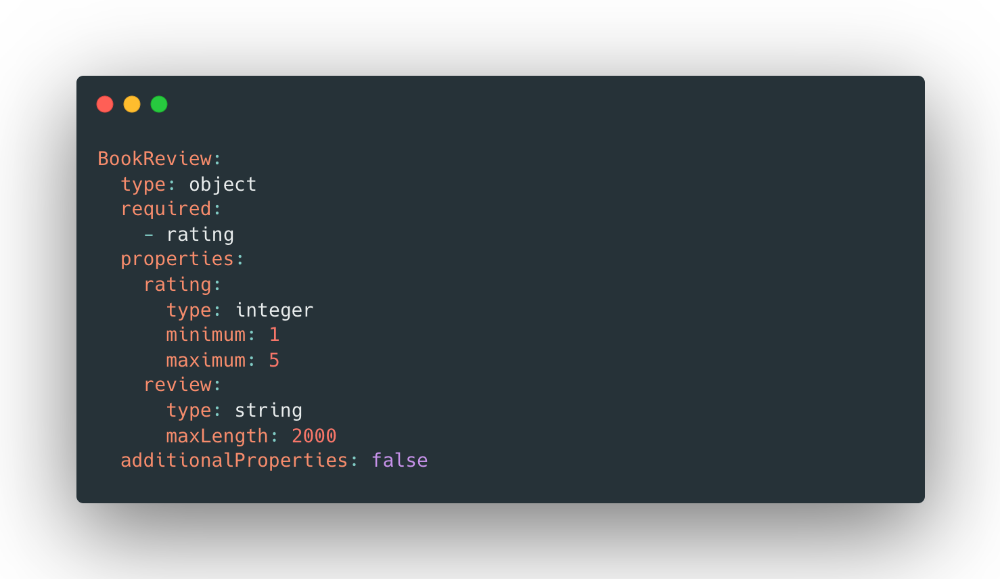 BookReview:
  type: object
  required:
    - rating
  properties:
    rating:
      type: integer
      minimum: 1
      maximum: 5
    review:
      type: string
      maxLength: 2000
  additionalProperties: false